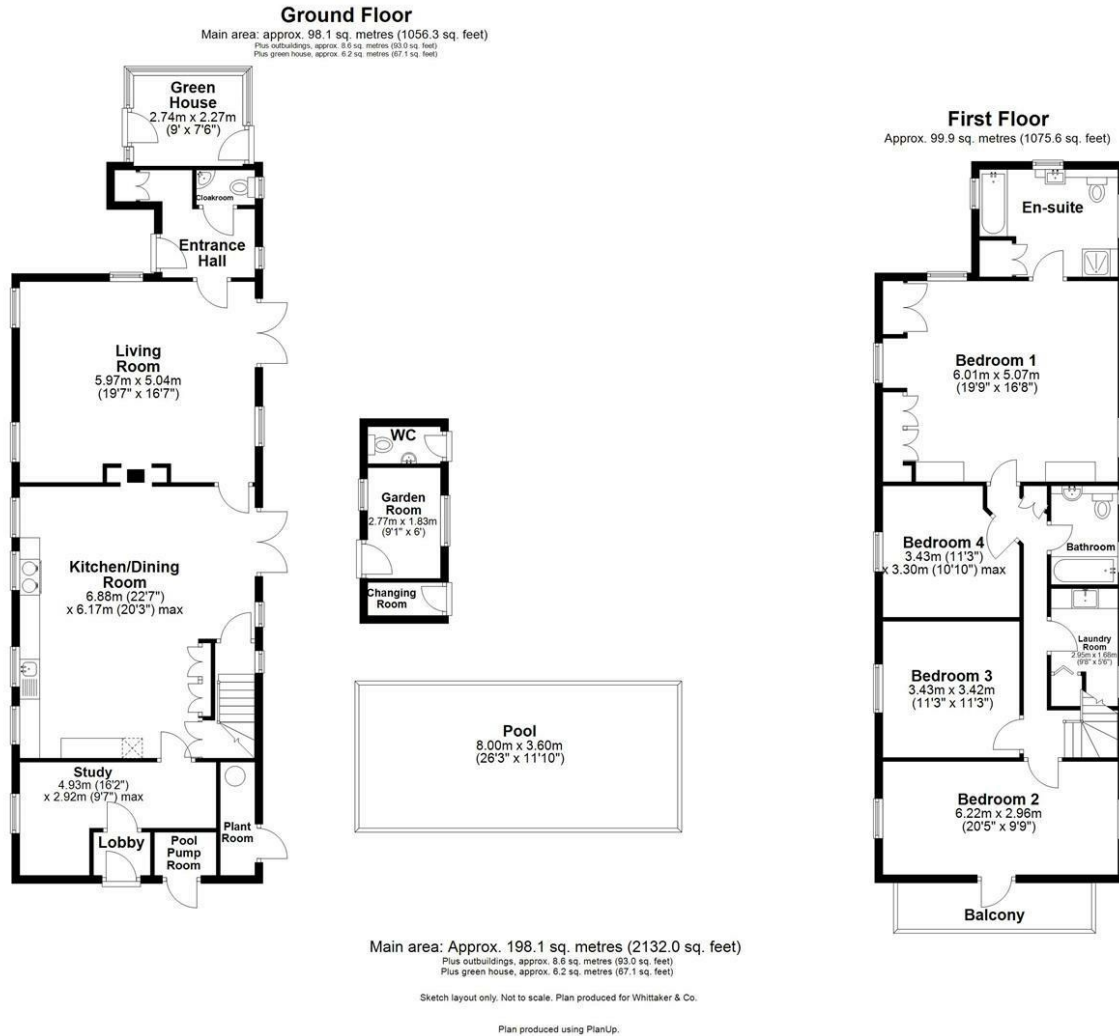 Ground Floor
Main area: approx. 98.1 sq. metres (1056.3 sq. feet)
Plus outbuildings, approx. 8.6 sq. metres (93.0 sq. feet)
Plus green house, approx. 6.2 sq. metres (67.1 sq. feet)
Green
House
2.74m x 2.27m
(9' x 7'6")
Cloakroom
Entrance
Hall
Living
Room
5.97m x 5.04m
(19'7" x 16'7")
Kitchen/Dining
Room
6.88m (22'7")
x 6.17m (20'3") max
Study
4.93m (16'2")
x 2.92m (9'7") max
Lobby
Pool
Pump
Room
Plant
Room
WC
Garden
Room
2.77m x 1.83m
(9'1" x 6')
Changing
Room
Pool
8.00m x 3.60m
(26'3" x 11'10")
First Floor
Approx. 99.9 sq. metres (1075.6 sq. feet)
En-suite
Bedroom 1
6.01m x 5.07m
(19'9" x 16'8")
Bedroom 4
3.43m (11'3")
x 3.30m (10'10") max
Bathroom
Laundry
Room
2.95m x 1.68m
(9'8" x 5'6")
Bedroom 3
3.43m x 3.42m
(11'3" x 11'3")
Bedroom 2
6.22m x 2.96m
(20'5" x 9'9")
Balcony
Main area: Approx. 198.1 sq. metres (2132.0 sq. feet)
Plus outbuildings, approx. 8.6 sq. metres (93.0 sq. feet)
Plus green house, approx. 6.2 sq. metres (67.1 sq. feet)
Sketch layout only. Not to scale. Plan produced for Whittaker & Co.
Plan produced using PlanUp.